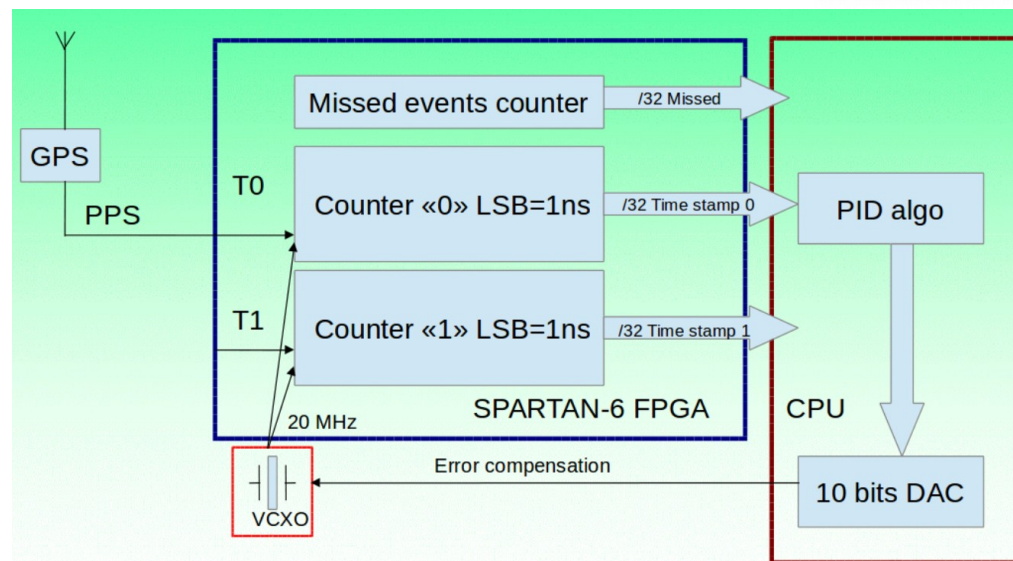 Missed events counter
/32 Missed
GPS
T0
PPS
Counter «0» LSB=1ns
/32 Time stamp 0
PID algo
T1
Counter «1» LSB=1ns
/32 Time stamp 1
20 MHz
SPARTAN-6 FPGA
CPU
VCXO
Error compensation
10 bits DAC